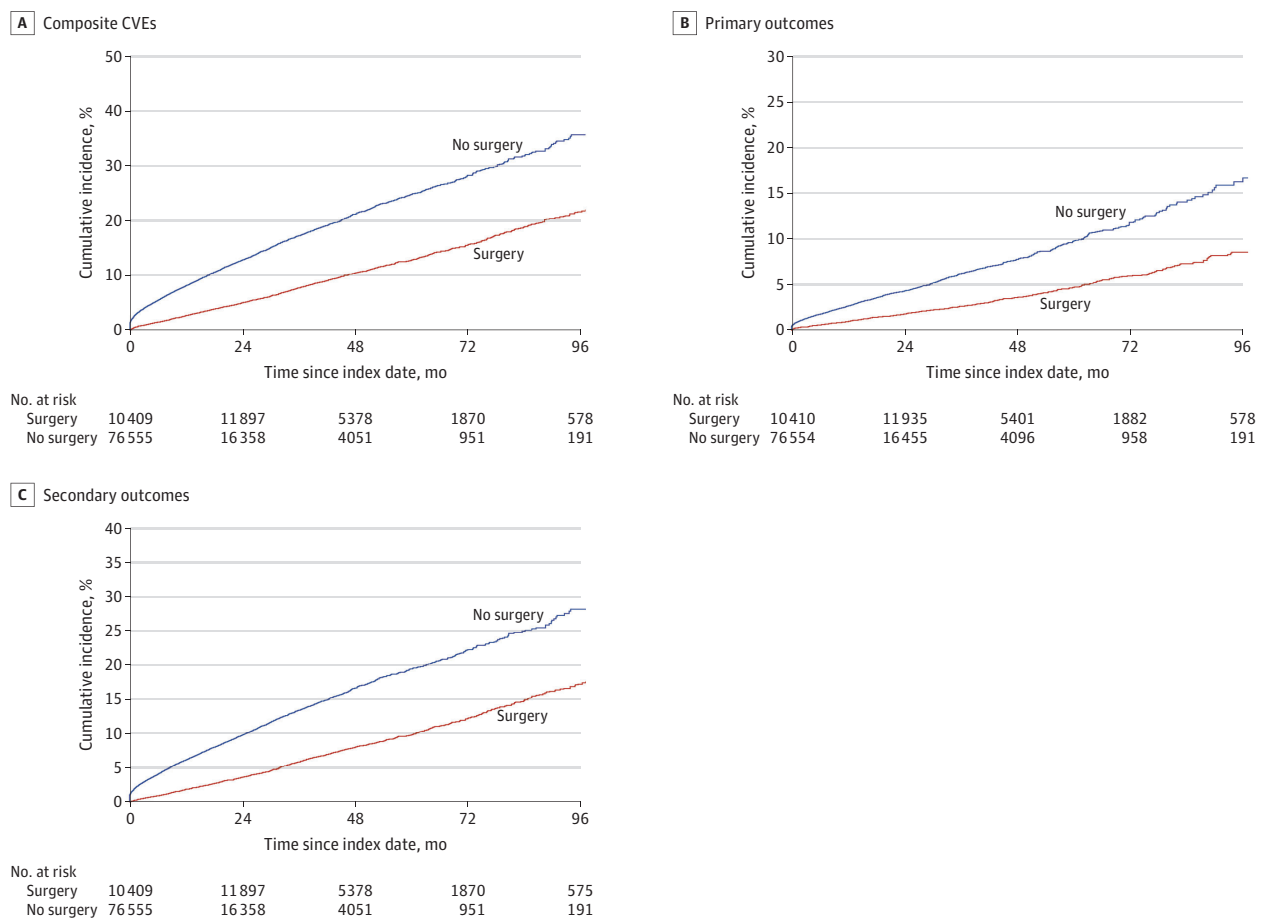 A Composite CVEs
50
40
30
20
10
0
Cumulative incidence, %
No surgery
Surgery
0 24 48 72 96
Time since index date, mo
No. at risk
Surgery 10409 11897 5378 1870 578
No surgery 76555 16358 4051 951 191
B Primary outcomes
30
25
20
15
10
5
0
Cumulative incidence, %
No surgery
Surgery
0 24 48 72 96
Time since index date, mo
No. at risk
Surgery 10410 11935 5401 1882 578
No surgery 76554 16455 4096 958 191
C Secondary outcomes
40
35
30
25
20
15
10
5
0
Cumulative incidence, %
No surgery
Surgery
0 24 48 72 96
Time since index date, mo
No. at risk
Surgery 10409 11897 5378 1870 575
No surgery 76555 16358 4051 951 191